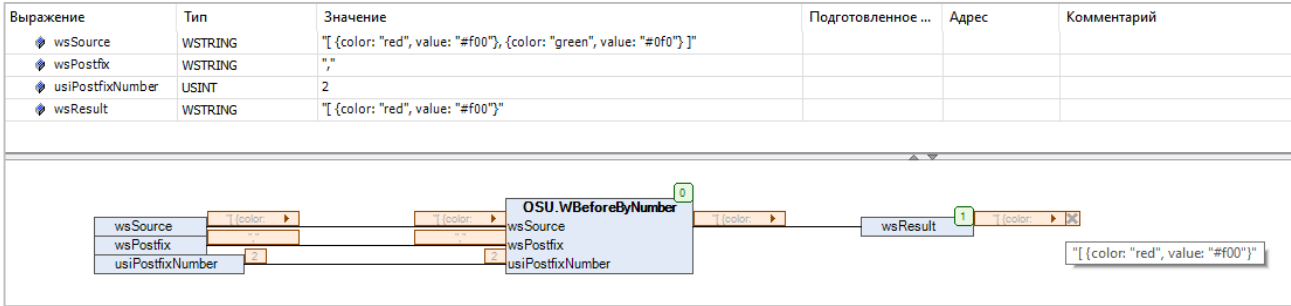 Выражение Тип Значение Подготовленное ... Адрес Комментарий
wsSource WSTRING "[ {color: "red", value: "#f00"}, {color: "green", value: "#0f0"} ]"
wsPostfix WSTRING ","
usiPostfixNumber USINT 2
wsResult WSTRING "[ {color: "red", value: "#f00"}"
0
OSU.WBeforeByNumber
wsSource "[ {color: "[ {color: wsSource "[ {color: wsResult 1 "[ {color:
wsPostfix "," "," wsPostfix
usiPostfixNumber 2 2 usiPostfixNumber
"[ {color: "red", value: "#f00"}"